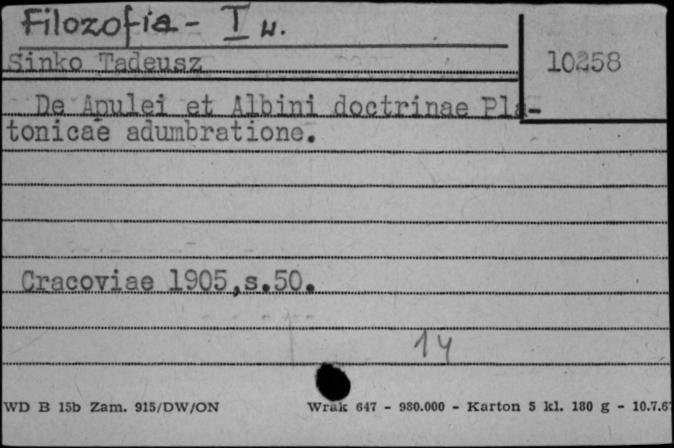 Filozofia - I w.
Sinko Tadeusz
10258
De Apulei et Albini doctrinae Pla-
tonicae adumbratione.
Cracoviae 1905,s.50.
14
WD B 15b Zam. 915/DW/ON
Wrak 647 - 980.000 - Karton 5 kl. 180 g - 10.7.67